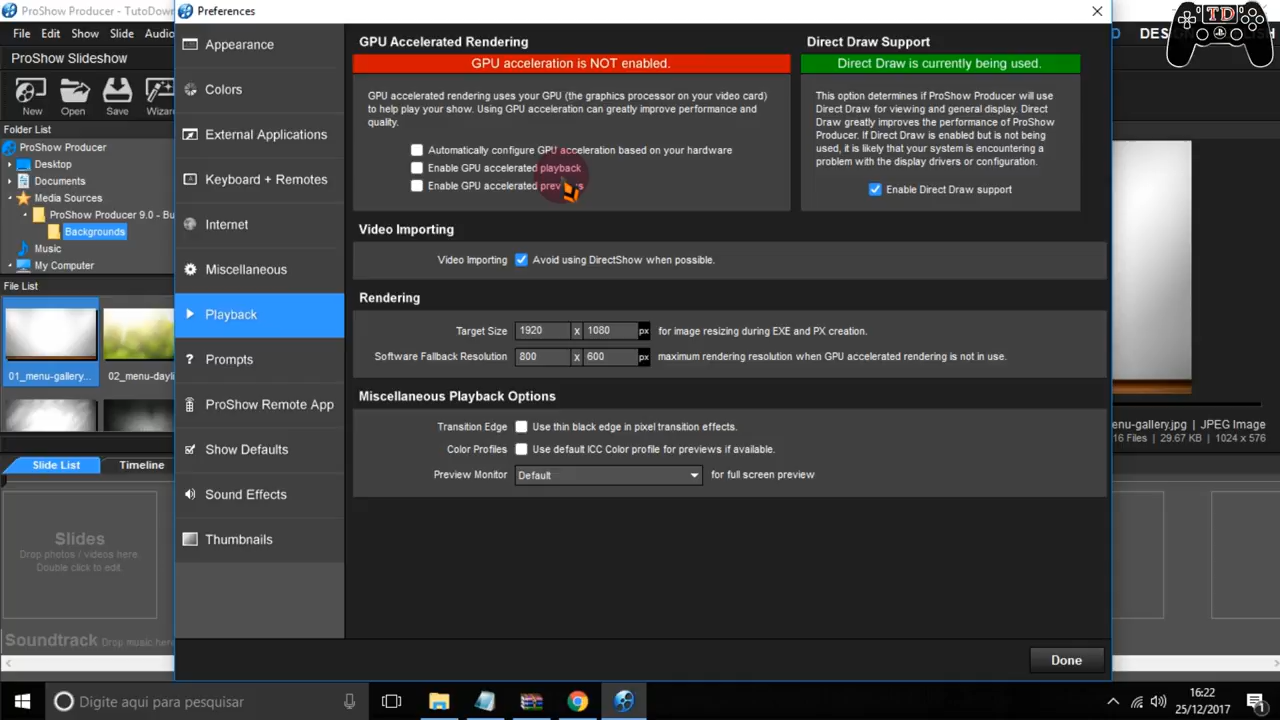 ProShow Producer - TutoDown
Preferences
TD
File Edit Show Slide Audio
D DES
ProShow Slideshow
New Open Save Wizar
Folder List
ProShow Producer
Desktop
Documents
Media Sources
ProShow Producer 9.0 - Bu
Backgrounds
Music
My Computer
File List
01_menu-gallery...
02_menu-dayli
Slide List
Timeline
Slides
Drop photos / videos here.
Double click to edit.
Soundtrack Drop music here
Appearance
Colors
External Applications
Keyboard + Remotes
Internet
Miscellaneous
Playback
Prompts
ProShow Remote App
Show Defaults
Sound Effects
Thumbnails
GPU Accelerated Rendering
GPU acceleration is NOT enabled.
GPU accelerated rendering uses your GPU (the graphics processor on your video card)
to help play your show. Using GPU acceleration can greatly improve performance and
quality.
Automatically configure GPU acceleration based on your hardware
Enable GPU accelerated playback
Enable GPU accelerated
Direct Draw Support
Direct Draw is currently being used.
This option determines if ProShow Producer will use
Direct Draw for viewing and general display. Direct
Draw greatly improves the performance of ProShow
Producer. If Direct Draw is enabled but is not being
used, it is likely that your system is encountering a
problem with the display drivers or configuration.
Enable Direct Draw support
Video Importing
Video Importing Avoid using DirectShow when possible.
Rendering
Target Size 1920 x 1080 px for image resizing during EXE and PX creation.
Software Fallback Resolution 800 x 600 px maximum rendering resolution when GPU accelerated rendering is not in use.
Miscellaneous Playback Options
Transition Edge Use thin black edge in pixel transition effects.
Color Profiles Use default ICC Color profile for previews if available.
Preview Monitor Default for full screen preview
Done
enu-gallery.jpg | JPEG Image
16 Files | 29.67 KB | 1024 x 576
Digite aqui para pesquisar
16:22
25/12/2017
1